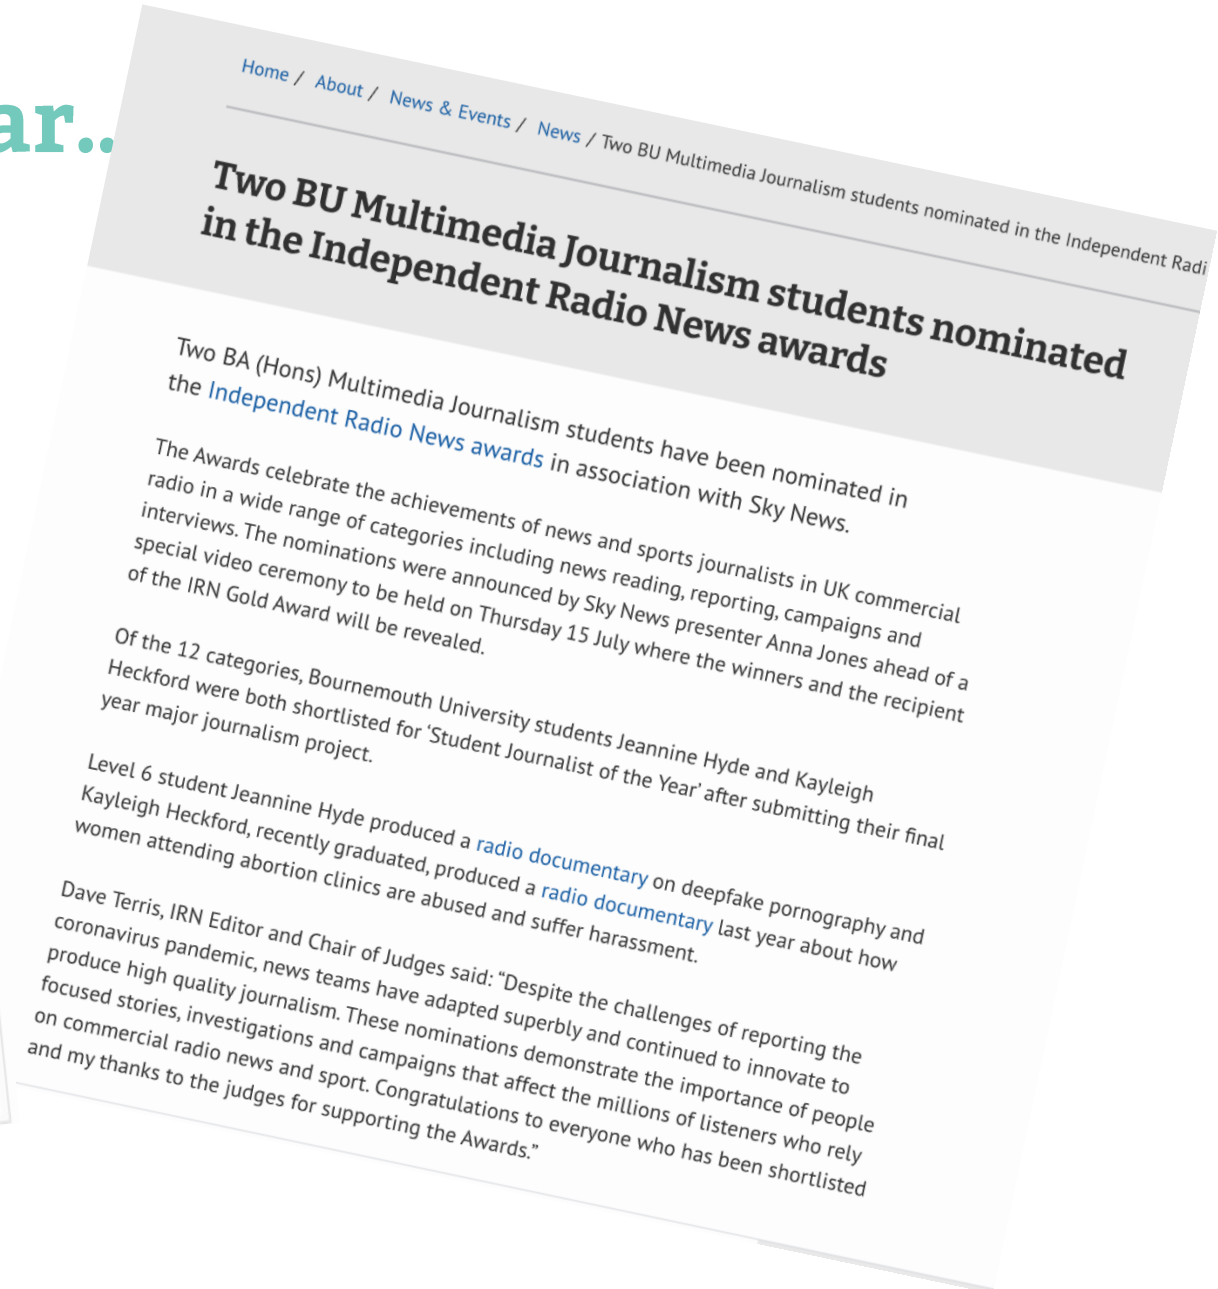 ar..
Home / About / News & Events / News / Two BU Multimedia Journalism students nominated in the Independent Radi
Two BU Multimedia Journalism students nominated
in the Independent Radio News awards
Two BA (Hons) Multimedia Journalism students have been nominated in
the Independent Radio News awards in association with Sky News.
The Awards celebrate the achievements of news and sports journalists in UK commercial
radio in a wide range of categories including news reading, reporting, campaigns and
interviews. The nominations were announced by Sky News presenter Anna Jones ahead of a
special video ceremony to be held on Thursday 15 July where the winners and the recipient
of the IRN Gold Award will be revealed.
Of the 12 categories, Bournemouth University students Jeannine Hyde and Kayleigh
Heckford were both shortlisted for ‘Student Journalist of the Year’ after submitting their final
year major journalism project.
Level 6 student Jeannine Hyde produced a radio documentary on deepfake pornography and
Kayleigh Heckford, recently graduated, produced a radio documentary last year about how
women attending abortion clinics are abused and suffer harassment.
Dave Terris, IRN Editor and Chair of Judges said: “Despite the challenges of reporting the
coronavirus pandemic, news teams have adapted superbly and continued to innovate to
produce high quality journalism. These nominations demonstrate the importance of people
focused stories, investigations and campaigns that affect the millions of listeners who rely
on commercial radio news and sport. Congratulations to everyone who has been shortlisted
and my thanks to the judges for supporting the Awards.”